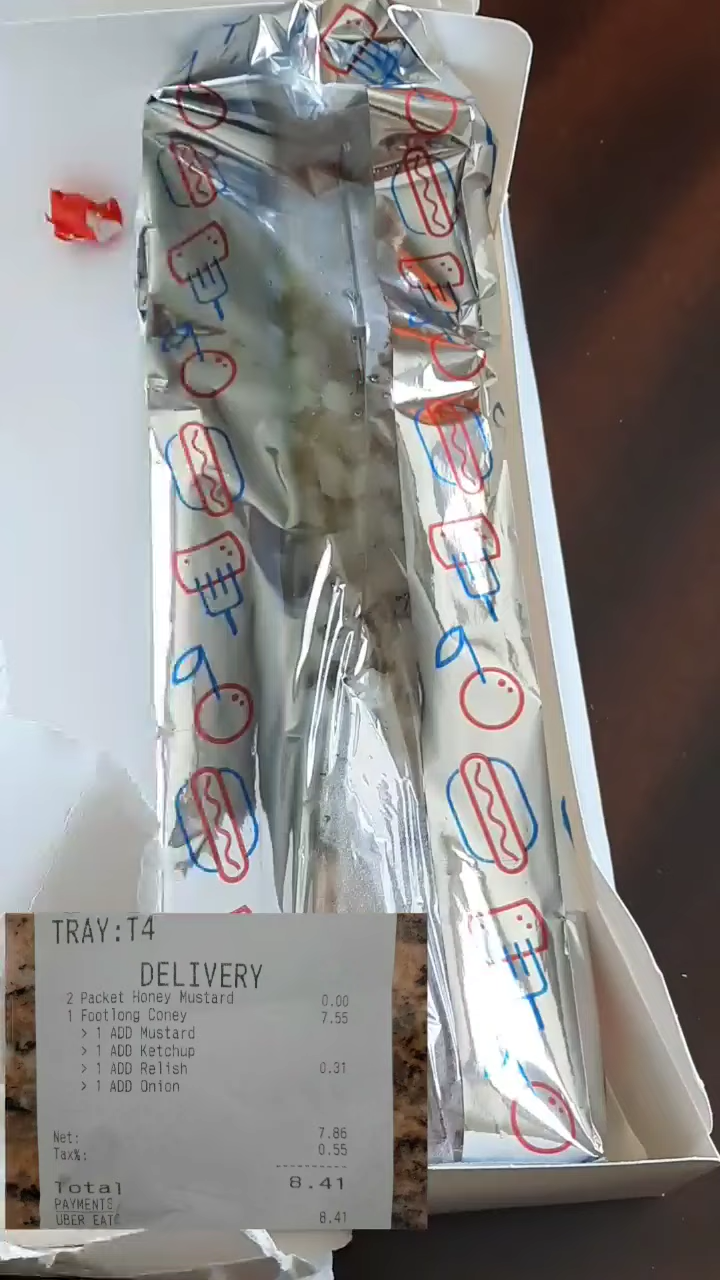 TRAY:T4
DELIVERY
2 Packet Honey Mustard 0.00
1 Footlong Coney 7.55
> 1 ADD Mustard
> 1 ADD Ketchup
> 1 ADD Relish 0.31
> 1 ADD Onion
Net: 7.86
Tax%: 0.55
Total 8.41
PAYMENTS
UBER EATS 8.41